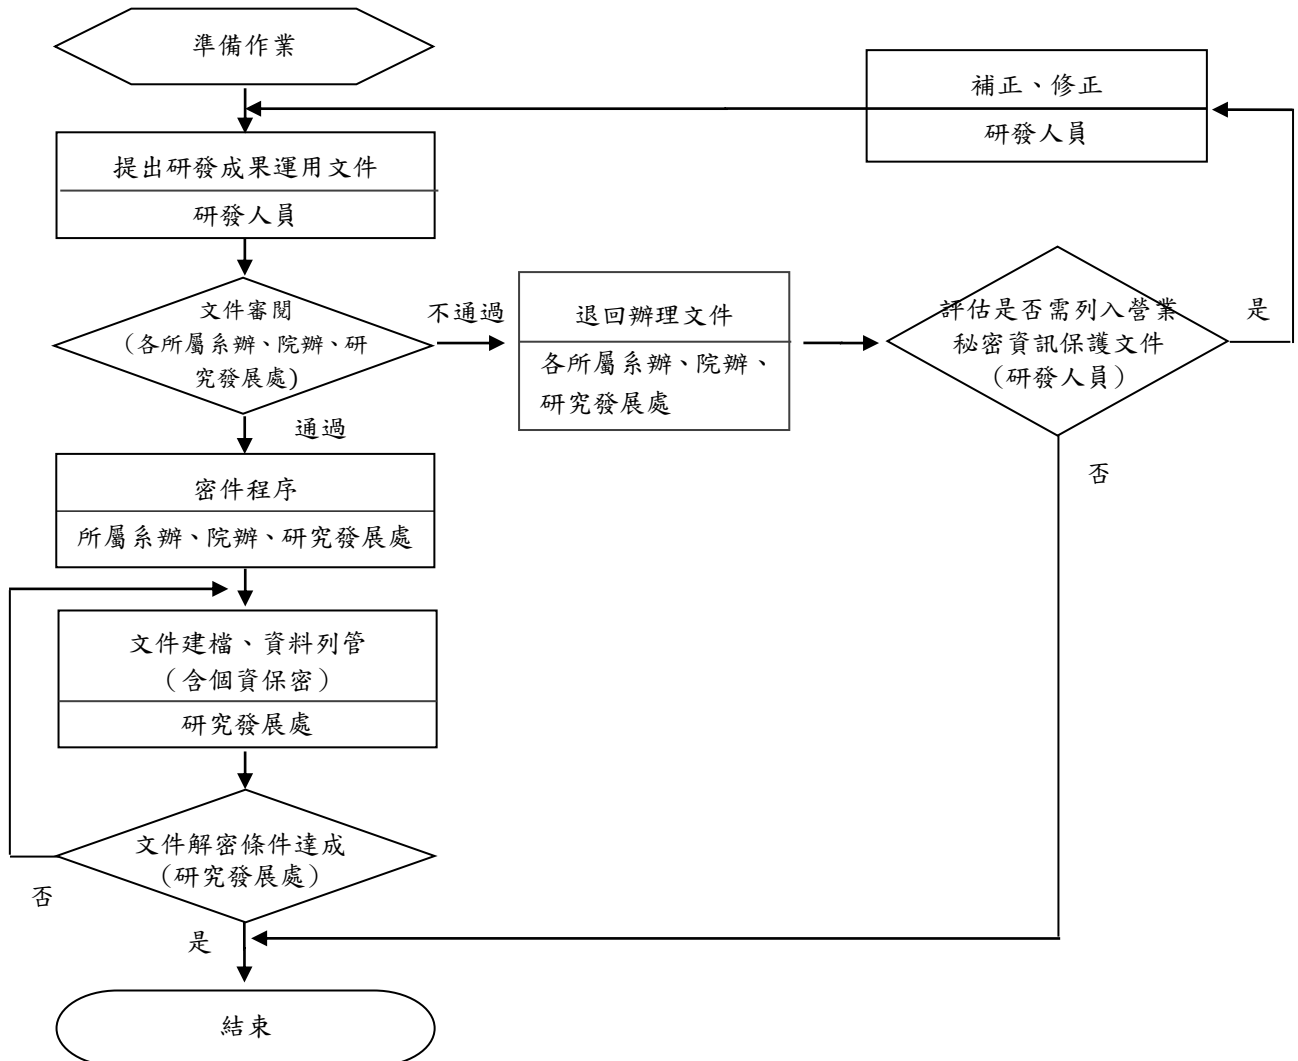 準備作業
補正、修正
研發人員
提出研發成果運用文件
研發人員
文件審閱
(各所屬系辦、院辦、研
究發展處)
不通過
退回辦理文件
各所屬系辦、院辦、
研究發展處
評估是否需列入營業
秘密資訊保護文件
(研發人員)
是
通過
否
密件程序
所屬系辦、院辦、研究發展處
文件建檔、資料列管
(含個資保密)
研究發展處
文件解密條件達成
(研究發展處)
否
是
結束